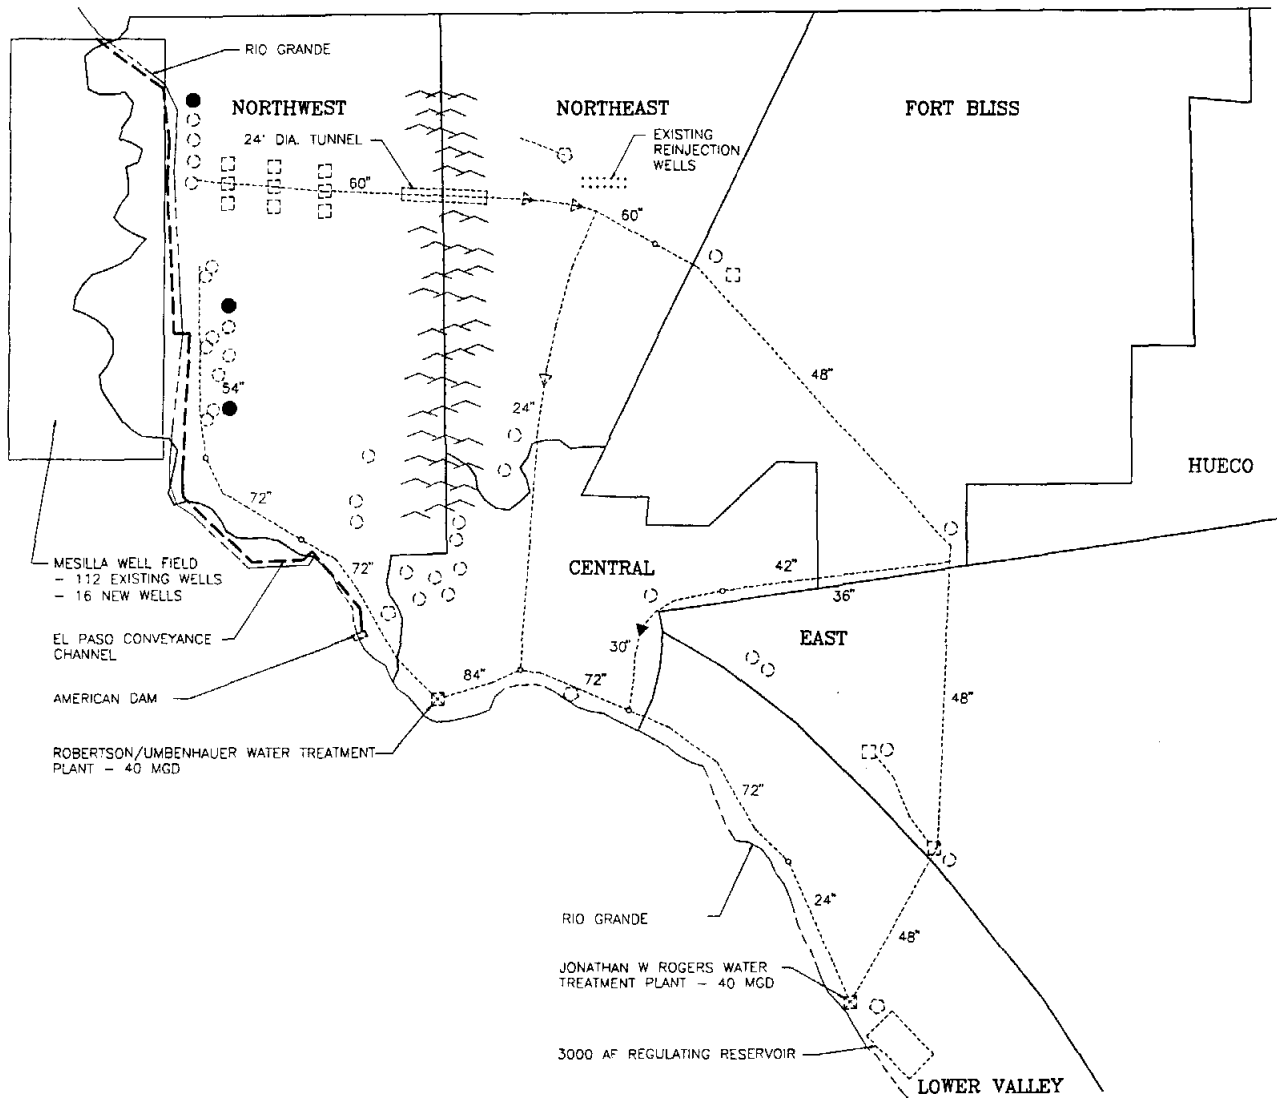 RIO GRANDE
NORTHWEST
NORTHEAST
FORT BLISS
24' DIA. TUNNEL
EXISTING
REINJECTION
WELLS
60"
60"
48"
54"
24"
HUECO
72"
MESILLA WELL FIELD
- 112 EXISTING WELLS
- 16 NEW WELLS
72"
CENTRAL
42"
36"
EL PASO CONVEYANCE
CHANNEL
30"
EAST
AMERICAN DAM
84"
72"
48"
ROBERTSON/UMBENHAUER WATER TREATMENT
PLANT - 40 MGD
72"
24"
RIO GRANDE
48"
JONATHAN W ROGERS WATER
TREATMENT PLANT - 40 MGD
3000 AF REGULATING RESERVOIR
LOWER VALLEY